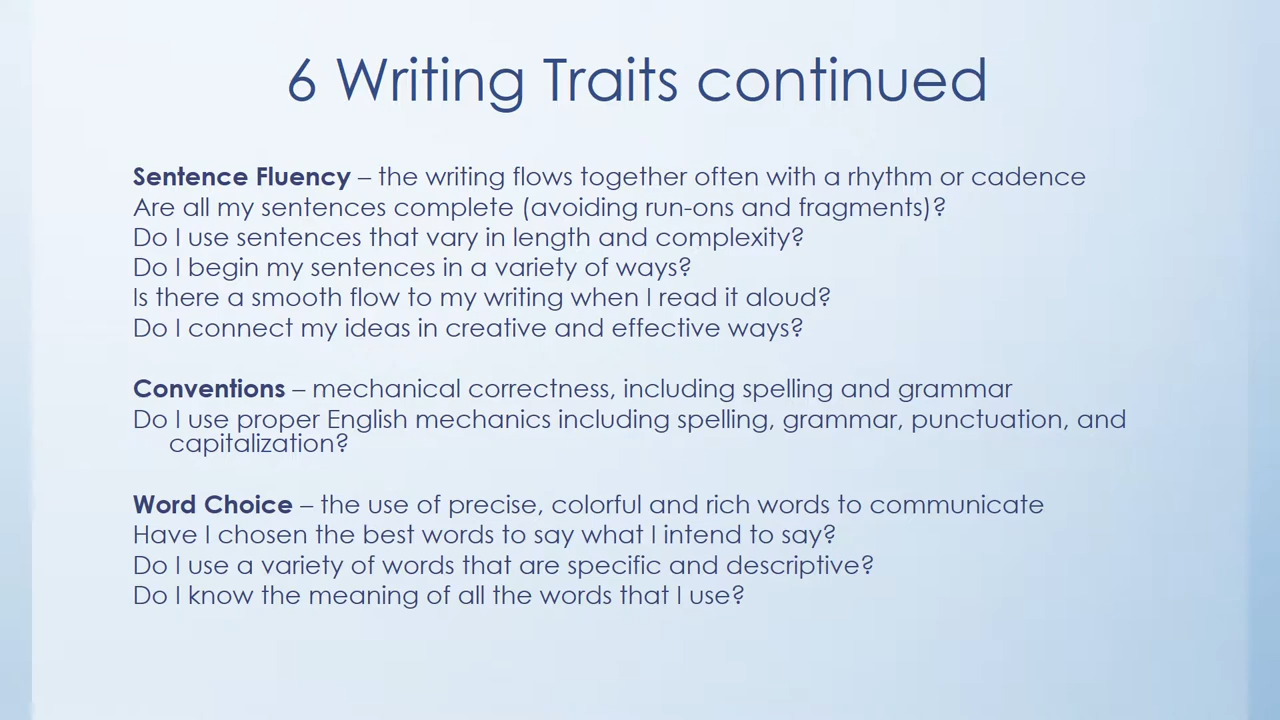 6 Writing Traits continued
Sentence Fluency – the writing flows together often with a rhythm or cadence
Are all my sentences complete (avoiding run-ons and fragments)?
Do I use sentences that vary in length and complexity?
Do I begin my sentences in a variety of ways?
Is there a smooth flow to my writing when I read it aloud?
Do I connect my ideas in creative and effective ways?
Conventions – mechanical correctness, including spelling and grammar
Do I use proper English mechanics including spelling, grammar, punctuation, and
capitalization?
Word Choice – the use of precise, colorful and rich words to communicate
Have I chosen the best words to say what I intend to say?
Do I use a variety of words that are specific and descriptive?
Do I know the meaning of all the words that I use?